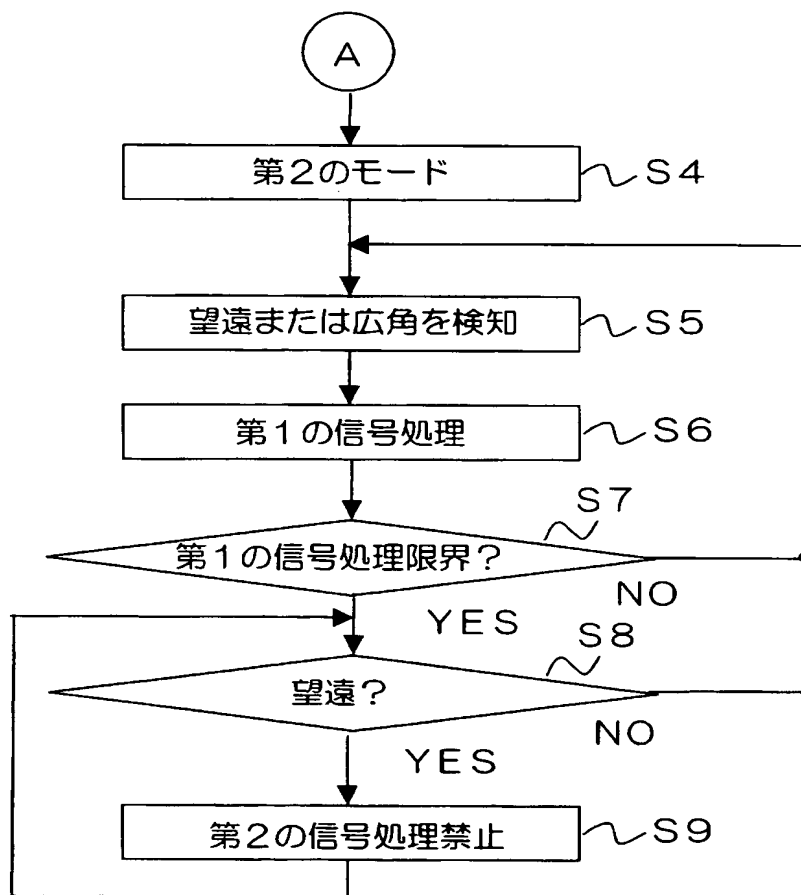 A
第2のモード
S4
望遠または広角を検知
S5
第1の信号処理
S6
S7
第1の信号処理限界?
NO
YES
S8
望遠?
NO
YES
第2の信号処理禁止
S9